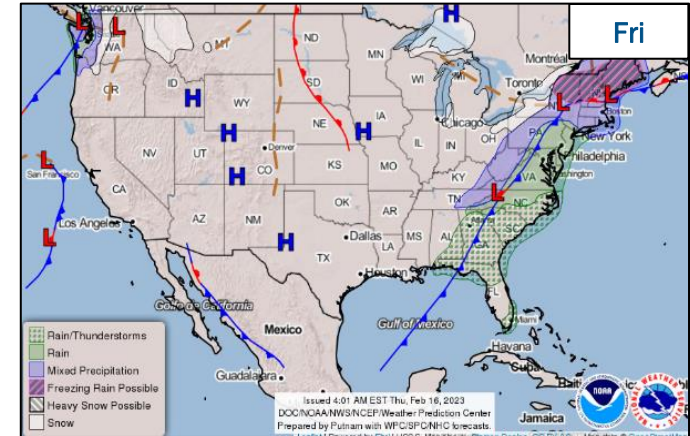 Fri
Vancouver
WA
MT
ND
MN
Montréal
OR
ID
SD
WI
MI
Toronto
NY
Boston
WY
NE
IA
Chicago
IL
IN
OH
PA
New York
Philadelphia
San Francisco
NV
UT
Denver
CO
KS
MO
KY
VA
Washington
CA
Los Angeles
AZ
NM
OK
AR
TN
NC
SC
Dallas
TX
LA
MS
AL
GA
Houston
FL
Miami
Golfo de California
Gulf of Mexico
Mexico
Havana
Cuba
Guadalajara
Jamaica
H
H
H
H
H
H
L
L
L
L
L
L
L
Rain/Thunderstorms
Rain
Mixed Precipitation
Freezing Rain Possible
Heavy Snow Possible
Snow
Issued 4:01 AM EST Thu, Feb 16, 2023
DOC/NOAA/NWS/NCEP/Weather Prediction Center
Prepared by Putnam with WPC/SPC/NHC forecasts.
NOAA